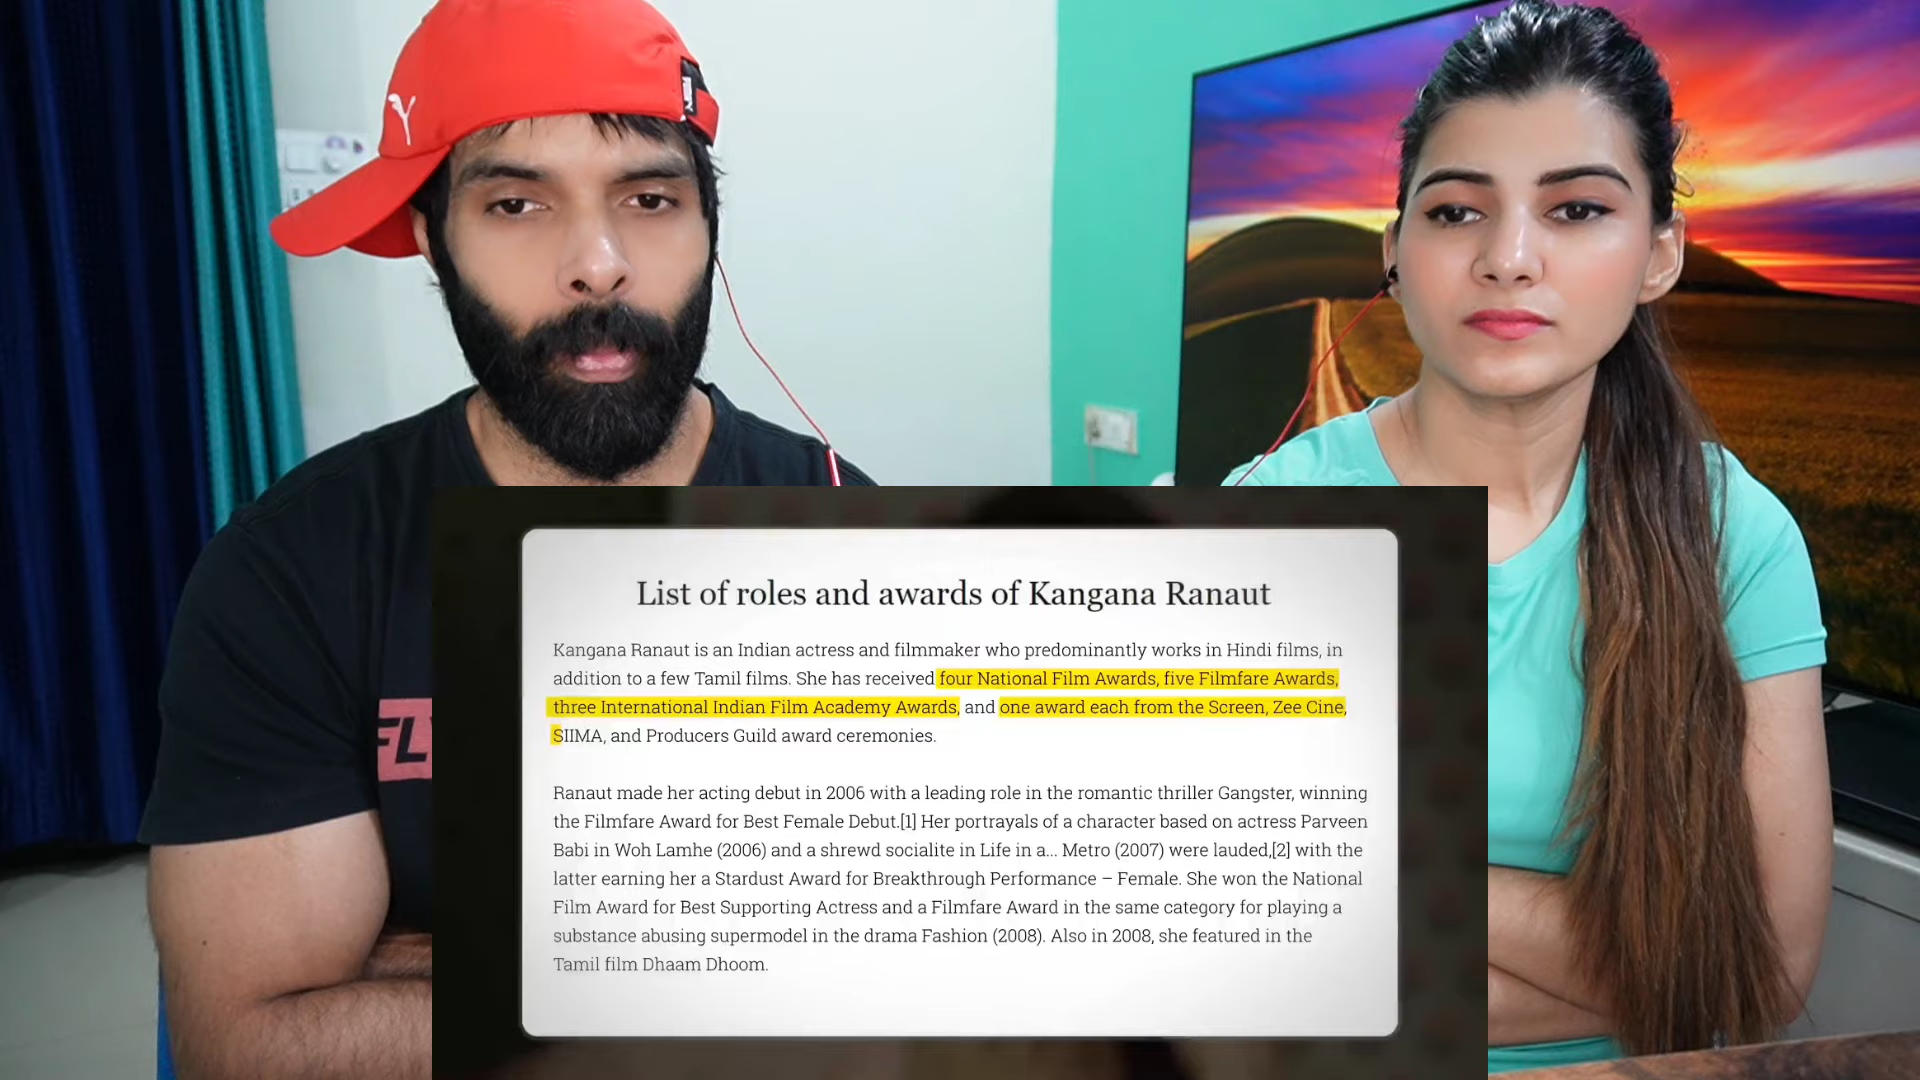 List of roles and awards of Kangana Ranaut
Kangana Ranaut is an Indian actress and filmmaker who predominantly works in Hindi films, in
addition to a few Tamil films. She has received four National Film Awards, five Filmfare Awards,
three International Indian Film Academy Awards, and one award each from the Screen, Zee Cine,
SIIMA, and Producers Guild award ceremonies.
Ranaut made her acting debut in 2006 with a leading role in the romantic thriller Gangster, winning
the Filmfare Award for Best Female Debut.[1] Her portrayals of a character based on actress Parveen
Babi in Woh Lamhe (2006) and a shrewd socialite in Life in a... Metro (2007) were lauded,[2] with the
latter earning her a Stardust Award for Breakthrough Performance – Female. She won the National
Film Award for Best Supporting Actress and a Filmfare Award in the same category for playing a
substance abusing supermodel in the drama Fashion (2008). Also in 2008, she featured in the
Tamil film Dhaam Dhoom.